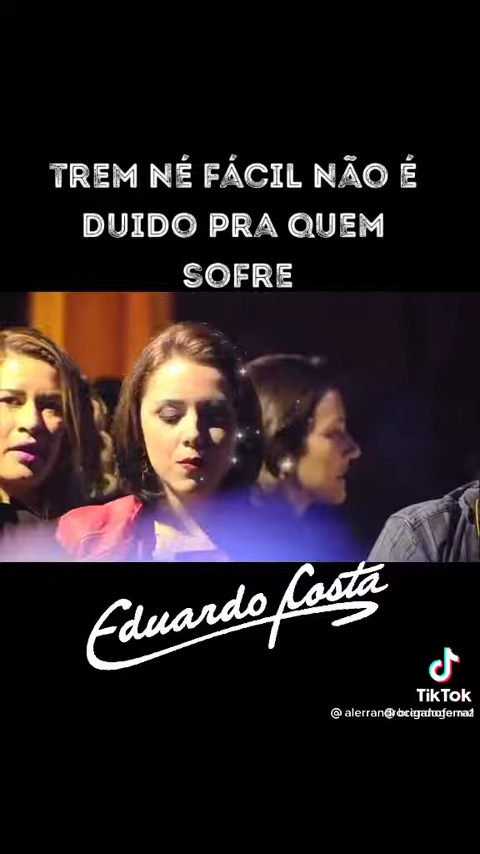 TREM NÉ FÁCIL NÃO É
DUIDO PRA QUEM
SOFRE
Eduardo Costa
TikTok